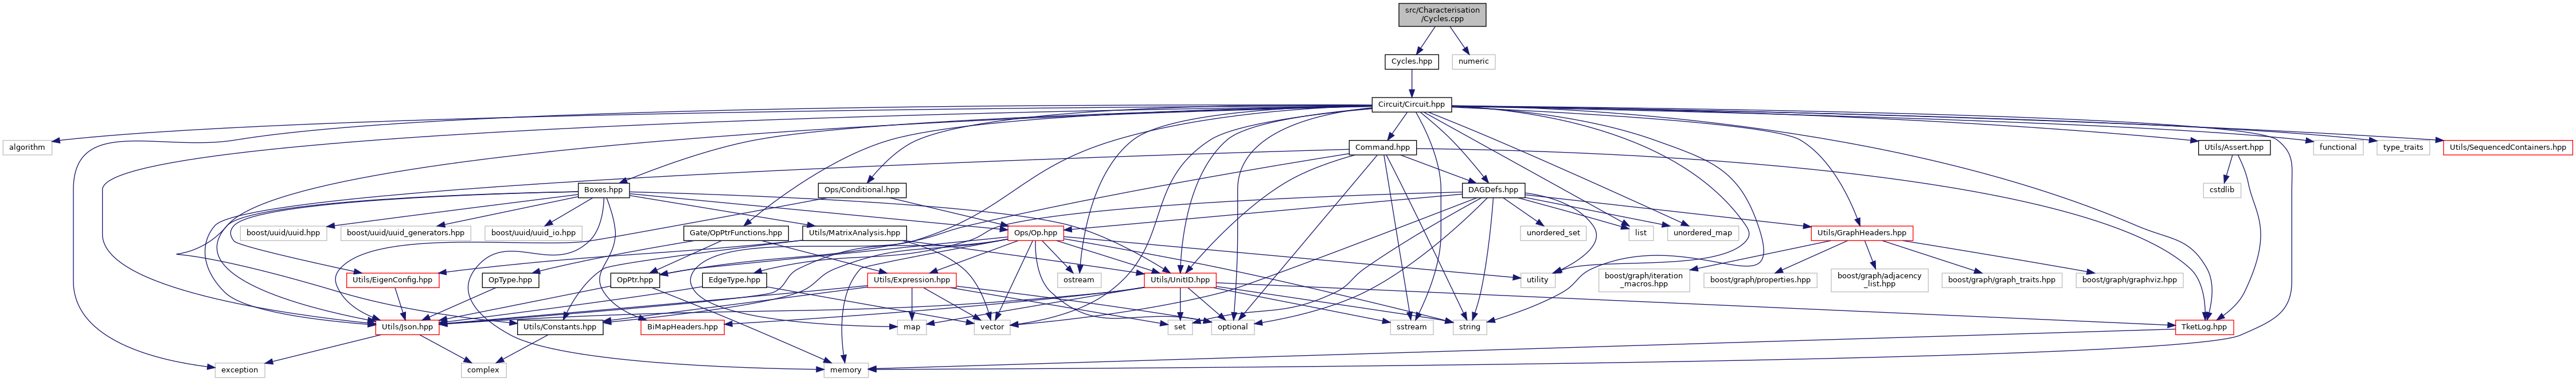 src/Characterisation
/Cycles.cpp
Cycles.hpp
numeric
Circuit/Circuit.hpp
algorithm
Command.hpp
Utils/Assert.hpp
functional
type_traits
Utils/SequencedContainers.hpp
Boxes.hpp
Ops/Conditional.hpp
DAGDefs.hpp
cstdlib
boost/uuid/uuid.hpp
boost/uuid/uuid_generators.hpp
boost/uuid/uuid_io.hpp
Gate/OpPtrFunctions.hpp
Utils/MatrixAnalysis.hpp
Ops/Op.hpp
unordered_set
list
unordered_map
Utils/GraphHeaders.hpp
Utils/EigenConfig.hpp
OpType.hpp
OpPtr.hpp
EdgeType.hpp
Utils/Expression.hpp
ostream
Utils/UnitID.hpp
utility
boost/graph/iteration
_macros.hpp
boost/graph/properties.hpp
boost/graph/adjacency
_list.hpp
boost/graph/graph_traits.hpp
boost/graph/graphviz.hpp
Utils/Json.hpp
Utils/Constants.hpp
BiMapHeaders.hpp
map
vector
set
optional
sstream
string
TketLog.hpp
exception
complex
memory